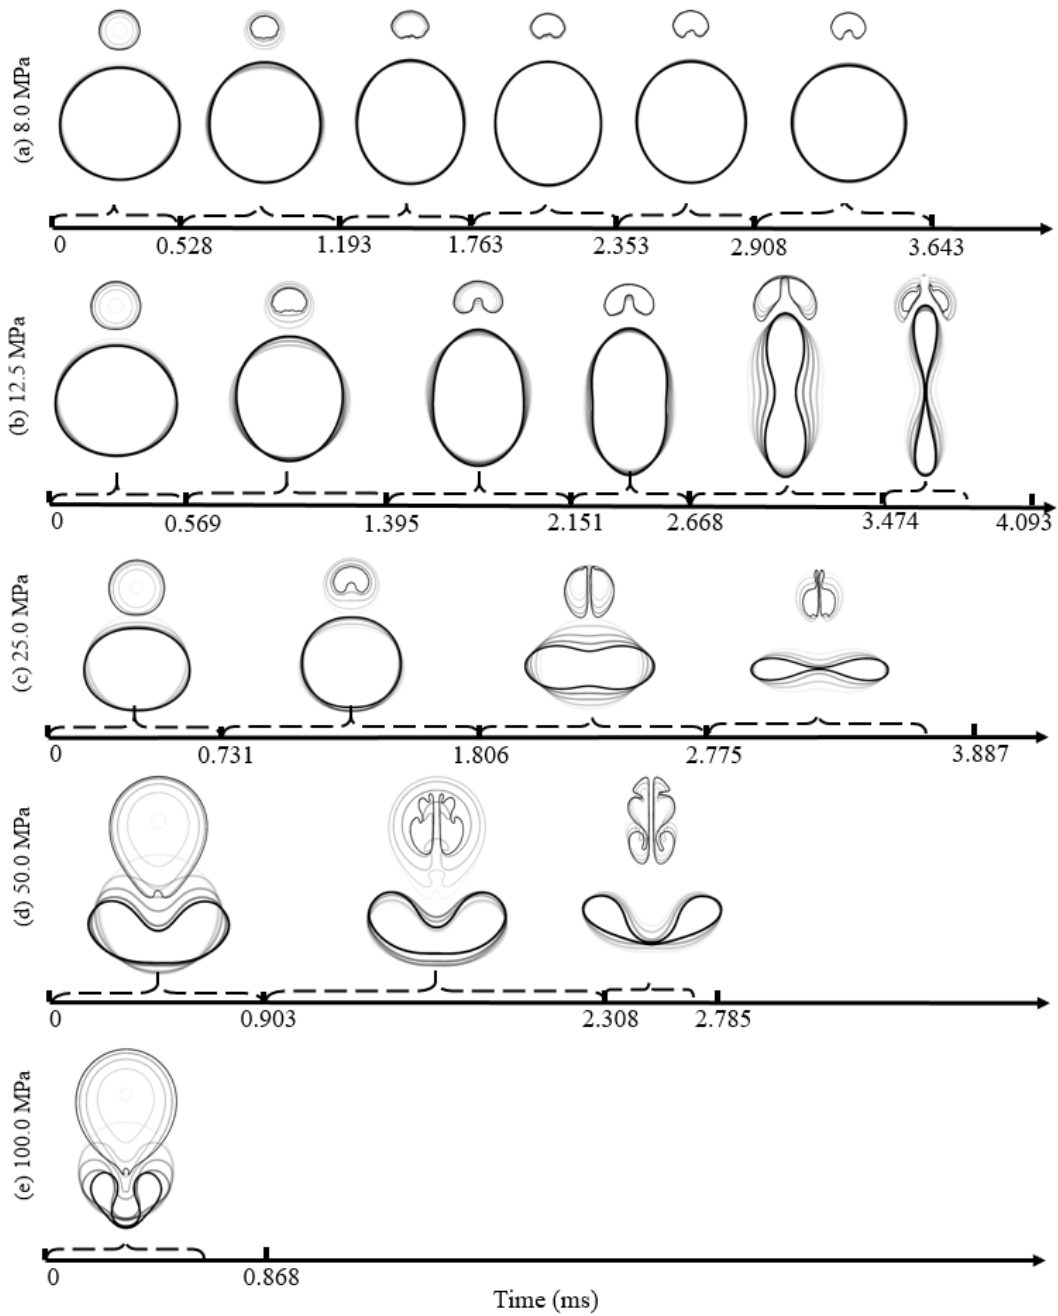 (a) 8.0 MPa
0 0.528 1.193 1.763 2.353 2.908 3.643
(b) 12.5 MPa
0 0.569 1.395 2.151 2.668 3.474 4.093
(c) 25.0 MPa
0 0.731 1.806 2.775 3.887
(d) 50.0 MPa
0 0.903 2.308 2.785
(e) 100.0 MPa
0 0.868
Time (ms)